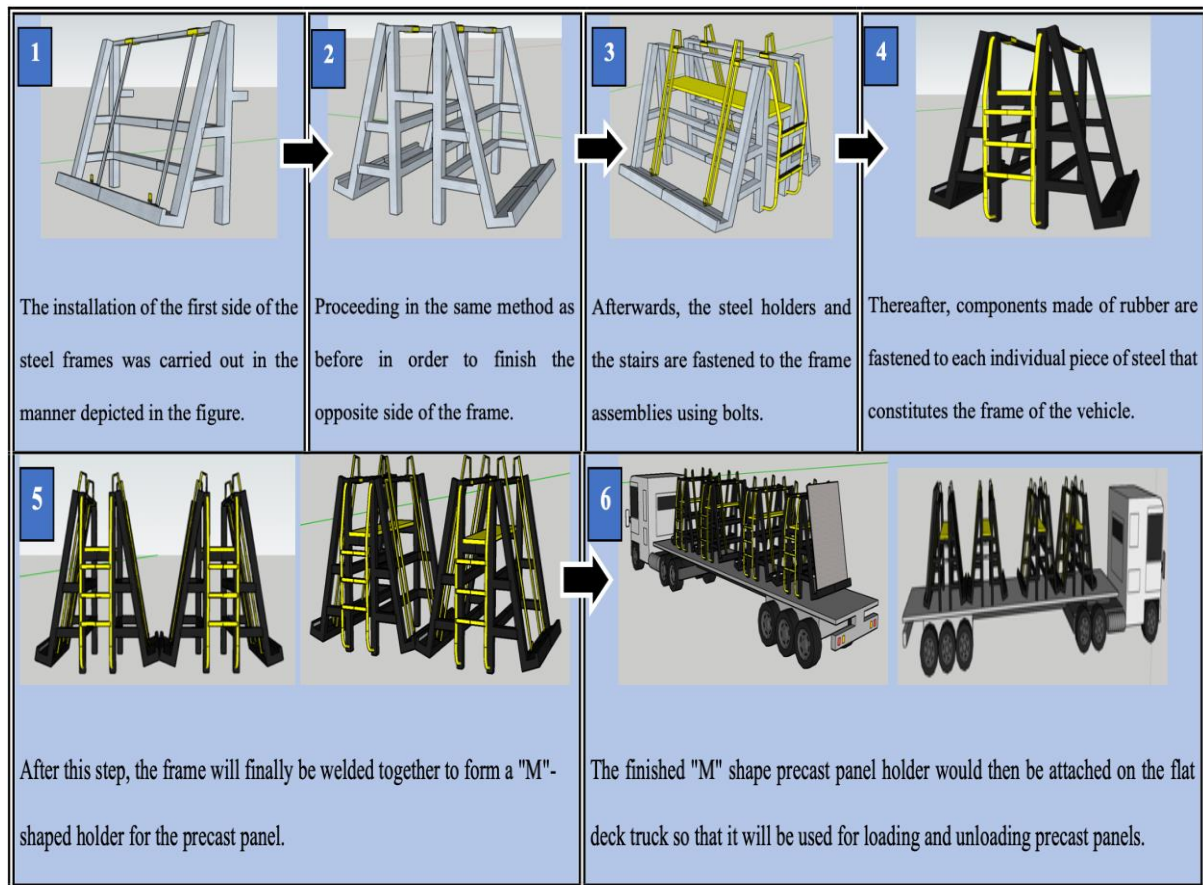 1
The installation of the first side of the
steel frames was carried out in the
manner depicted in the figure.
2
Proceeding in the same method as
before in order to finish the
opposite side of the frame.
3
Afterwards, the steel holders and
the stairs are fastened to the frame
assemblies using bolts.
4
Thereafter, components made of rubber are
fastened to each individual piece of steel that
constitutes the frame of the vehicle.
5
After this step, the frame will finally be welded together to form a "M"-
shaped holder for the precast panel.
6
The finished "M" shape precast panel holder would then be attached on the flat
deck truck so that it will be used for loading and unloading precast panels.